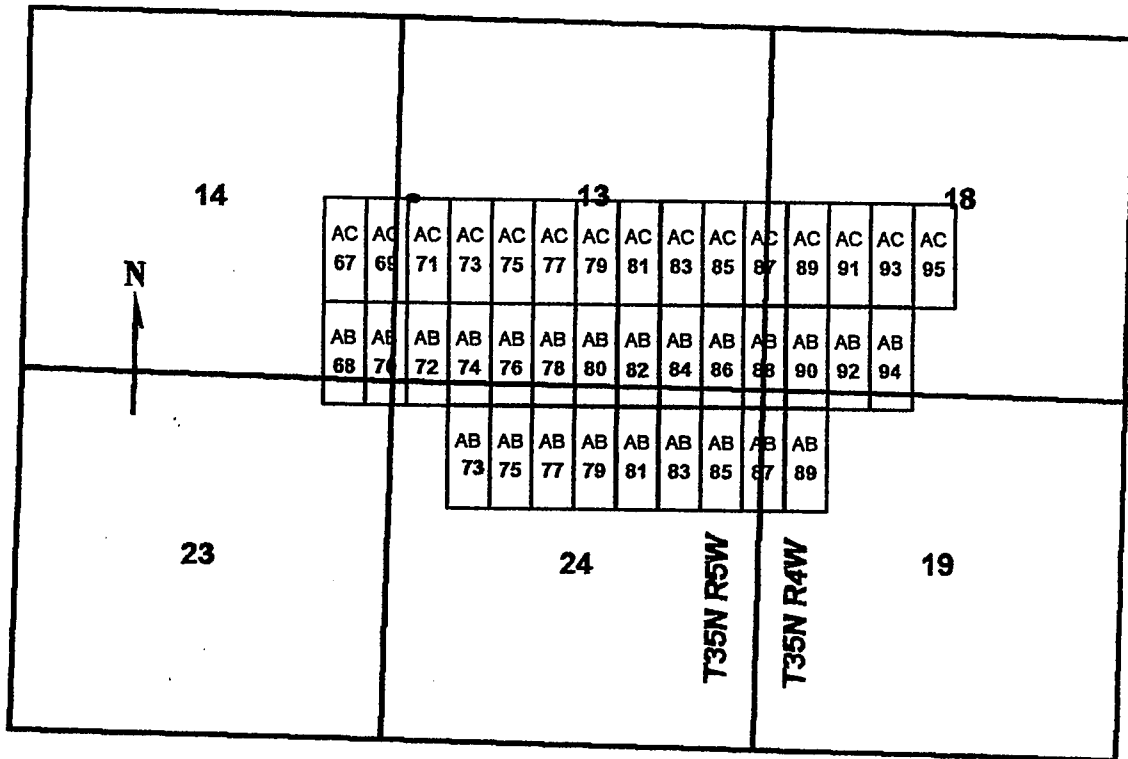 14
13
18
N
AC AC AC AC AC AC AC AC AC AC AC AC AC AC AC
67 69 71 73 75 77 79 81 83 85 87 89 91 93 95
AB AB AB AB AB AB AB AB AB AB AB AB AB AB
68 70 72 74 76 78 80 82 84 86 88 90 92 94
AB AB AB AB AB AB AB AB AB
73 75 77 79 81 83 85 87 89
23
24
19
T35N R5W
T35N R4W